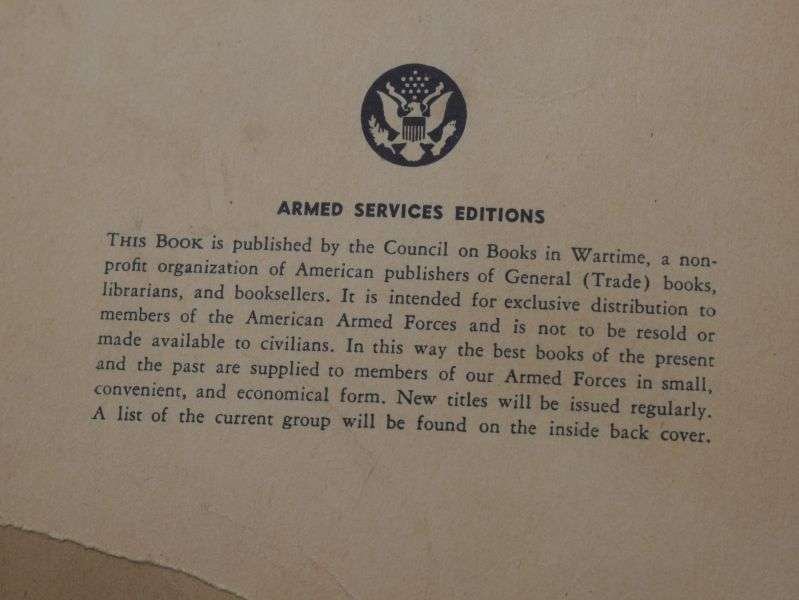 ARMED SERVICES EDITIONS
THIS BOOK is published by the Council on Books in Wartime, a non-
profit organization of American publishers of General (Trade) books,
librarians, and booksellers. It is intended for exclusive distribution to
members of the American Armed Forces and is not to be resold or
made available to civilians. In this way the best books of the present
and the past are supplied to members of our Armed Forces in small,
convenient, and economical form. New titles will be issued regularly.
A list of the current group will be found on the inside back cover.